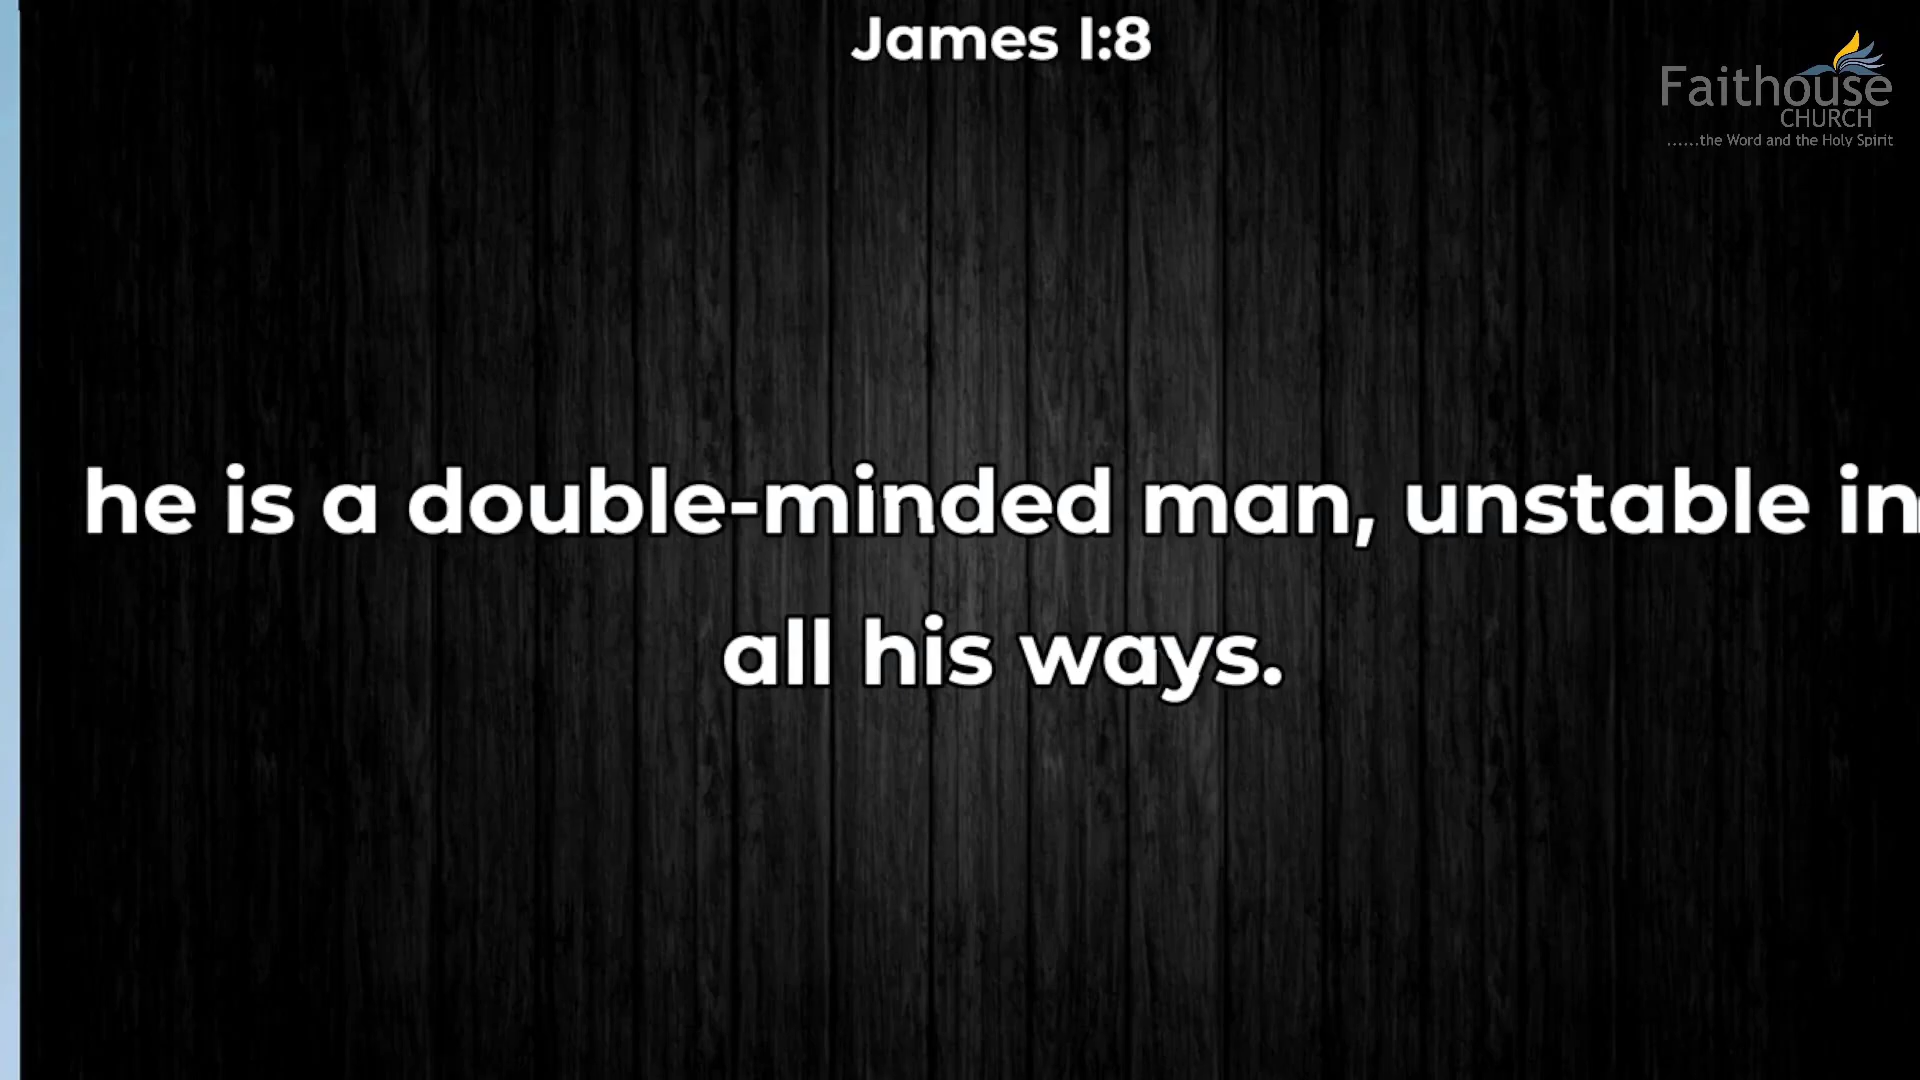 James 1:8
Faithouse
CHURCH
......the Word and the Holy Spirit
he is a double-minded man, unstable in
all his ways.